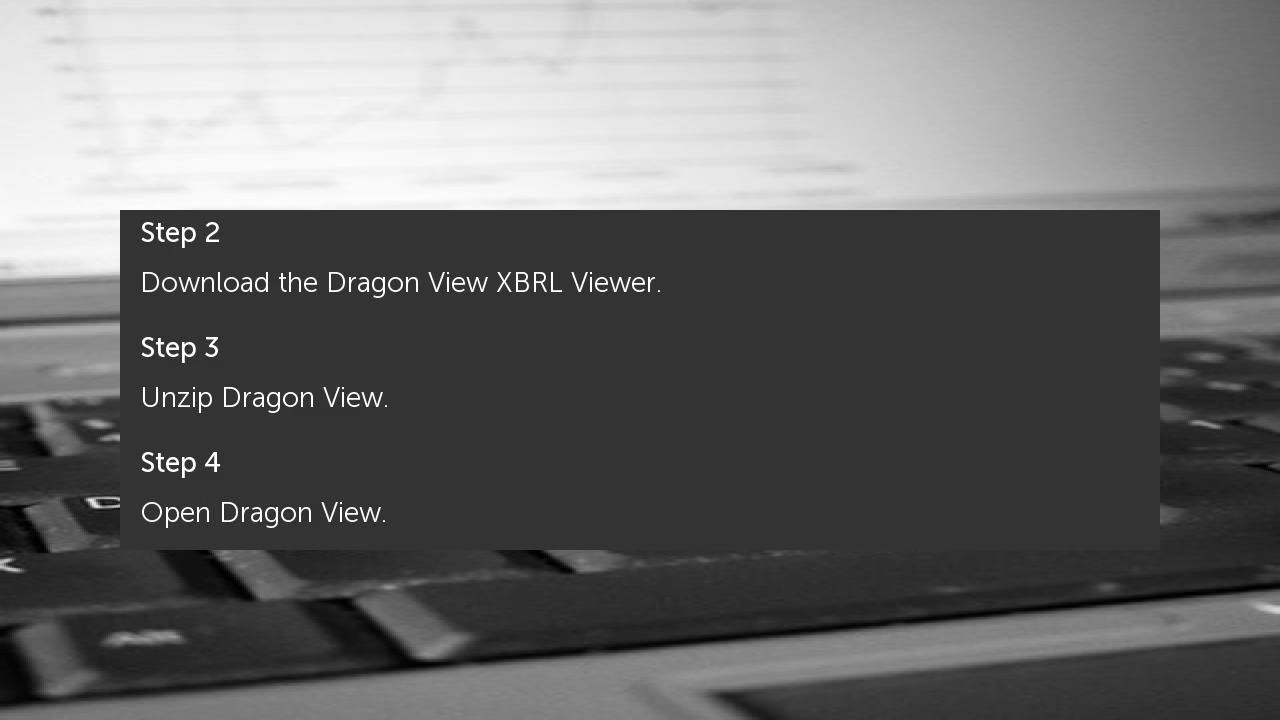 Step 2
Download the Dragon View XBRL Viewer.
Step 3
Unzip Dragon View.
Step 4
Open Dragon View.